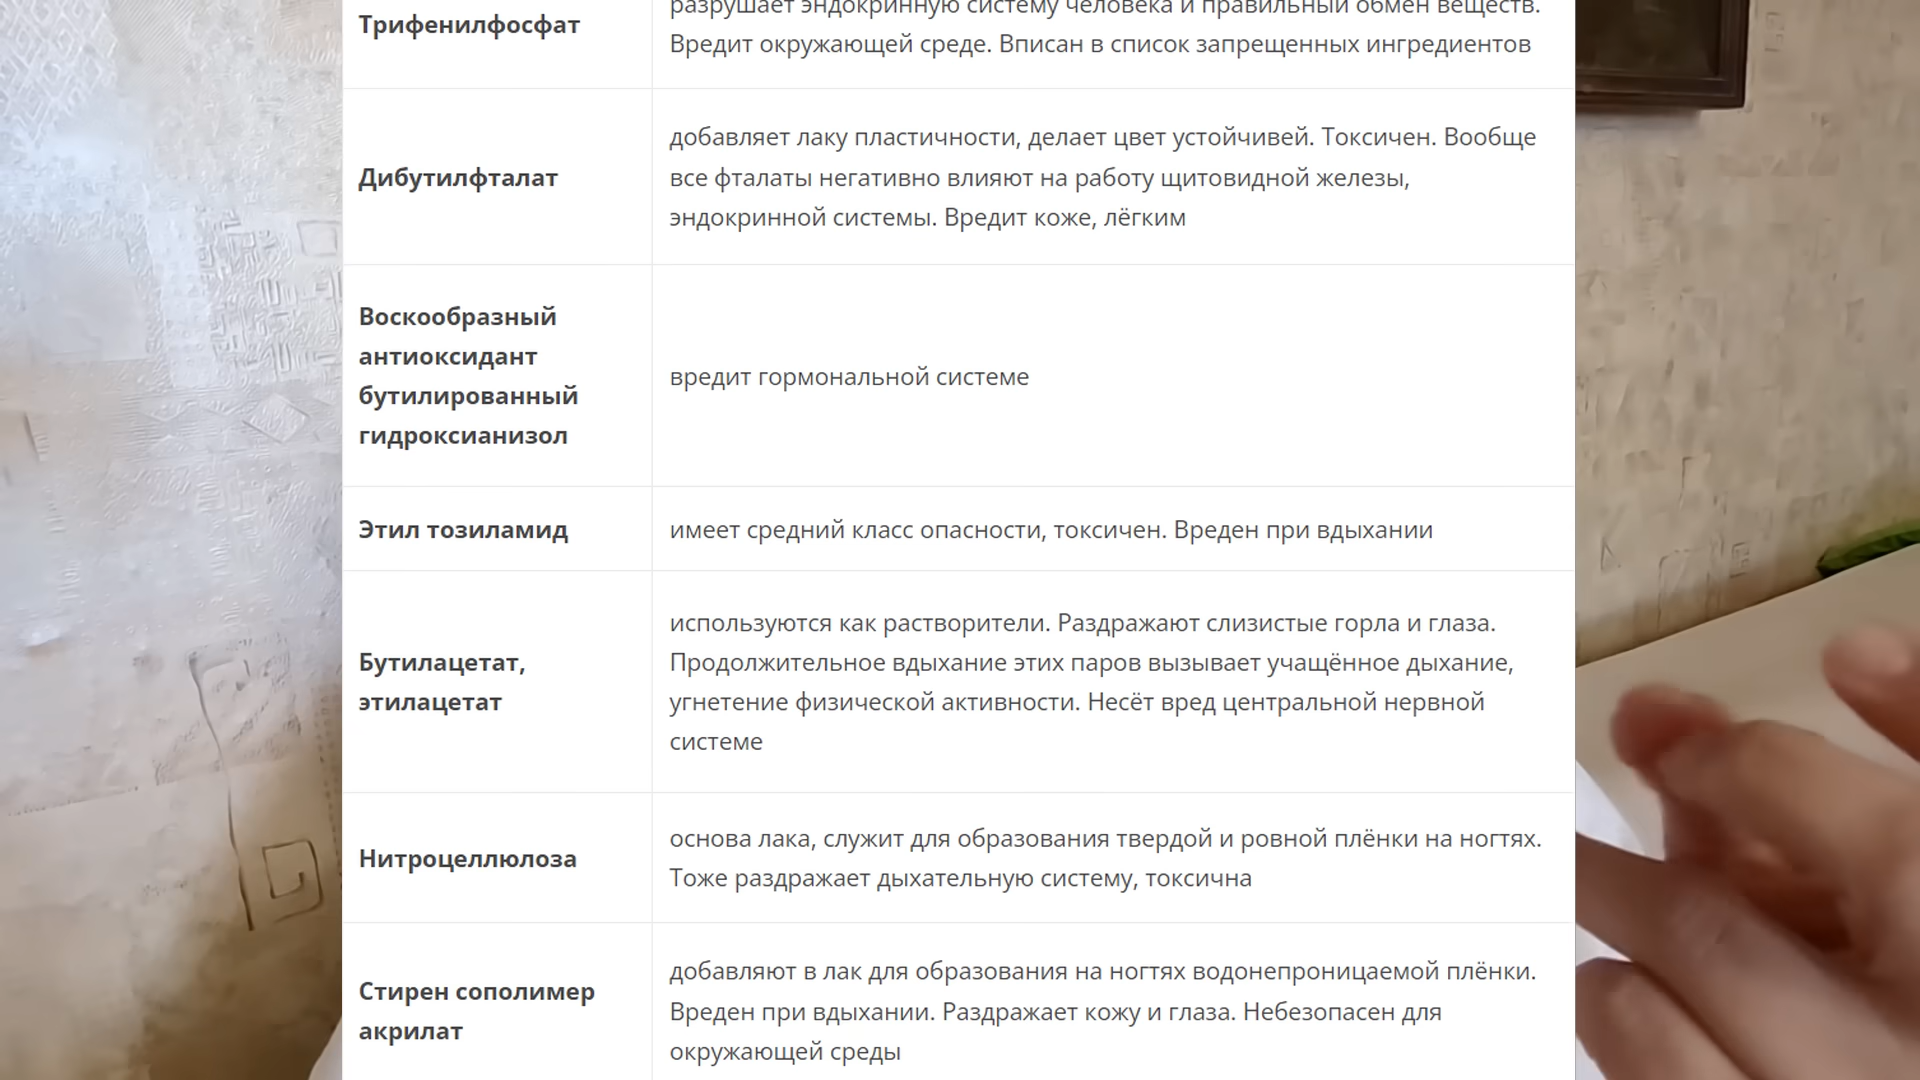 разрушает эндокринную систему человека и правильный обмен веществ.
Трифенилфосфат
Вредит окружающей среде. Вписан в список запрещенных ингредиентов
добавляет лаку пластичности, делает цвет устойчивей. Токсичен. Вообще
Дибутилфталат
все фталаты негативно влияют на работу щитовидной железы,
эндокринной системы. Вредит коже, лёгким
Воскообразный
антиоксидант
бутилированный
гидроксианизол
вредит гормональной системе
Этил тозиламид
имеет средний класс опасности, токсичен. Вреден при вдыхании
Бутилацетат,
этилацетат
используются как растворители. Раздражают слизистые горла и глаза.
Продолжительное вдыхание этих паров вызывает учащённое дыхание,
угнетение физической активности. Несёт вред центральной нервной
системе
Нитроцеллюлоза
основа лака, служит для образования твердой и ровной плёнки на ногтях.
Тоже раздражает дыхательную систему, токсична
Стирен сополимер
акрилат
добавляют в лак для образования на ногтях водонепроницаемой плёнки.
Вреден при вдыхании. Раздражает кожу и глаза. Небезопасен для
окружающей среды